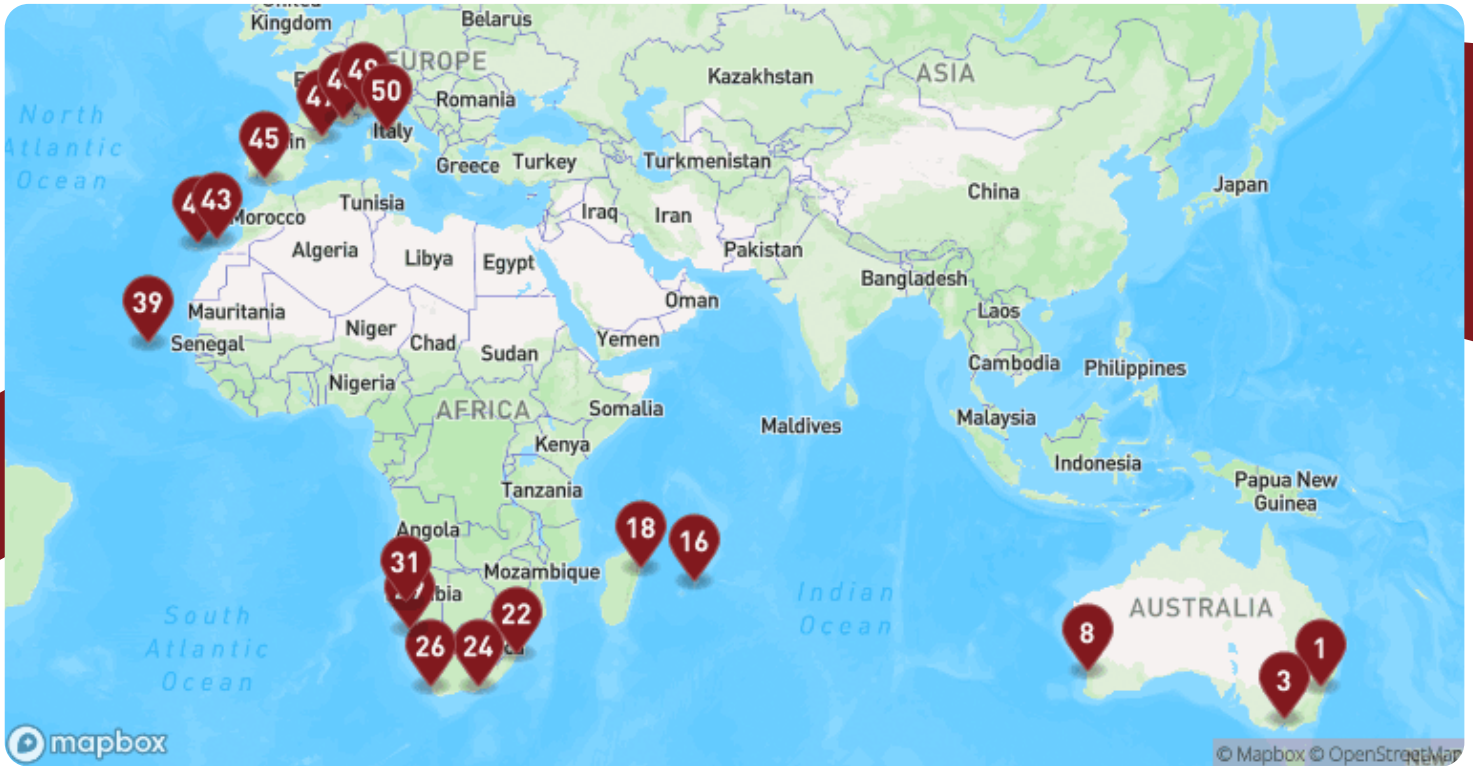 United
Kingdom
Belarus
EUROPE
Kazakhstan
ASIA
Romania
North
Atlantic
Ocean
49
50
45
Italy
Greece
Turkey
Turkmenistan
China
Japan
43
Morocco
Tunisia
Iraq
Iran
Algeria
Libya
Egypt
Pakistan
Bangladesh
39
Mauritania
Oman
Laos
Niger
Chad
Yemen
Senegal
Sudan
Cambodia
Philippines
Nigeria
AFRICA
Somalia
Maldives
Malaysia
Kenya
Indonesia
Tanzania
Papua New
Guinea
Angola
18
16
31
Mozambique
Indian
Ocean
AUSTRALIA
South
Atlantic
Ocean
22
8
26
24
1
3
mapbox
© Mapbox © OpenStreetMap